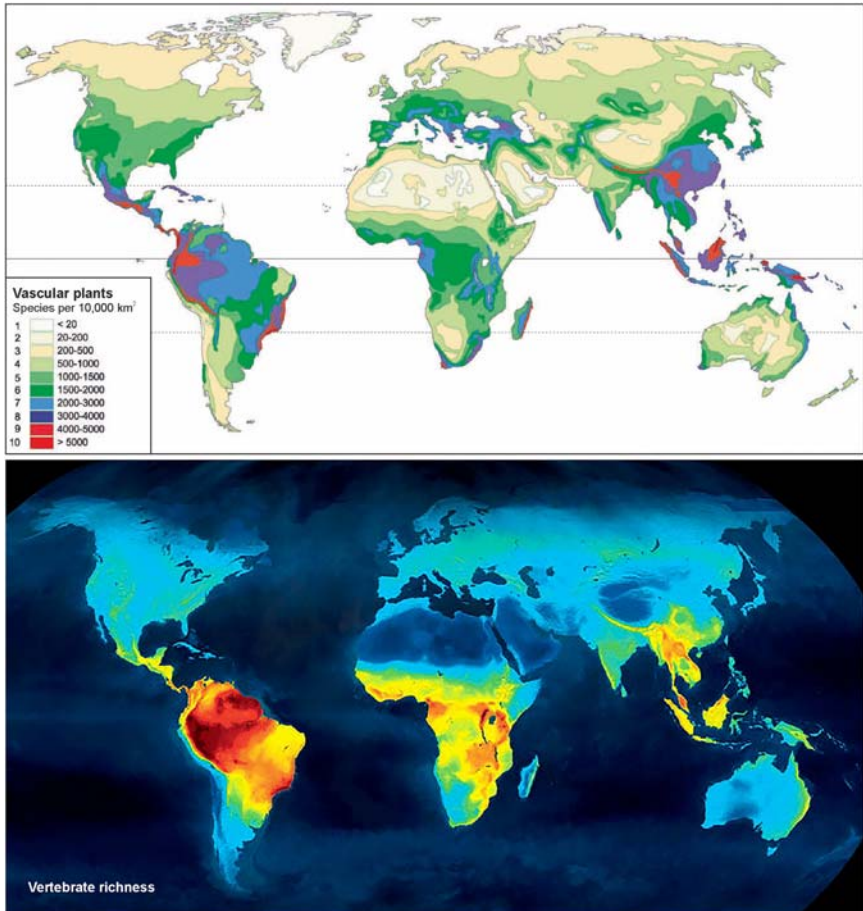 Vascular plants
Species per 10,000 km²
1 < 20
2 20-200
3 200-500
4 500-1000
5 1000-1500
6 1500-2000
7 2000-3000
8 3000-4000
9 4000-5000
10 > 5000
Vertebrate richness